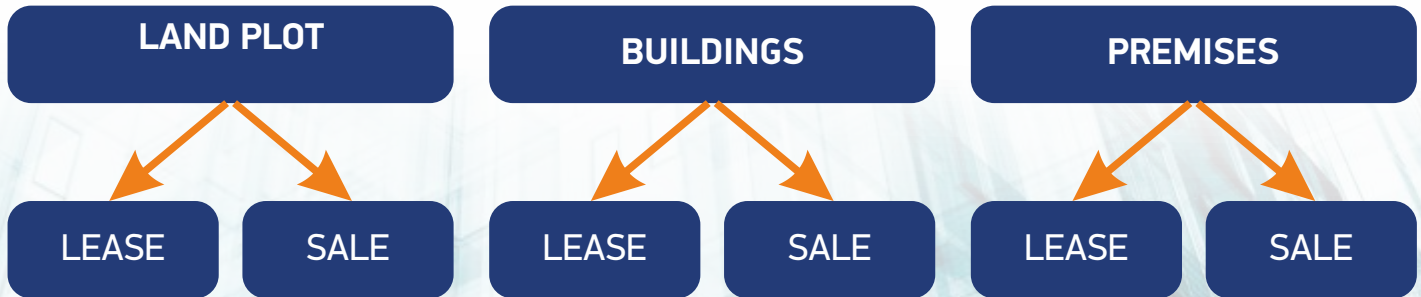 LAND PLOT
BUILDINGS
PREMISES
LEASE
SALE
LEASE
SALE
LEASE
SALE